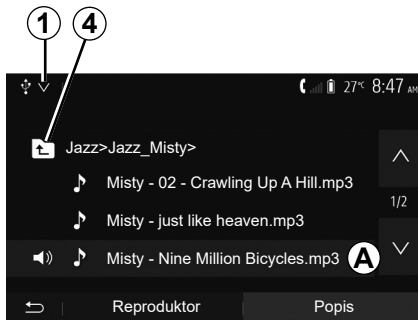 1 4
27°C 8:47 AM
Jazz>Jazz_Misty>
Misty - 02 - Crawling Up A Hill.mp3
1/2
Misty - just like heaven.mp3
Misty - Nine Million Bicycles.mp3 A
Reproduktor Popis